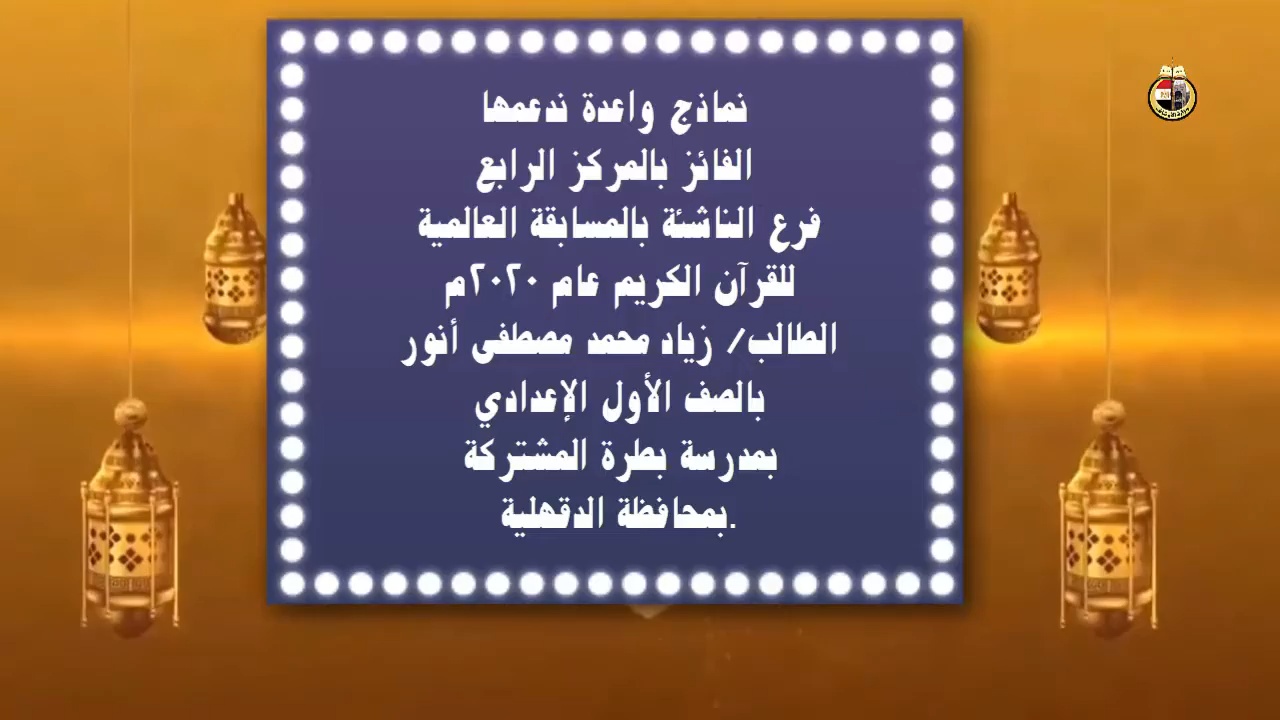 نماذج واعدة ندعمها
الفائز بالمركز الرابع
فرع الناشئة بالمسابقة العالمية
للقرآن الكريم عام ٢٠٢٠م
الطالب/ زياد محمد مصطفى أنور
بالصف الأول الإعدادي
بمدرسة بطرة المشتركة
بمحافظة الدقهلية.